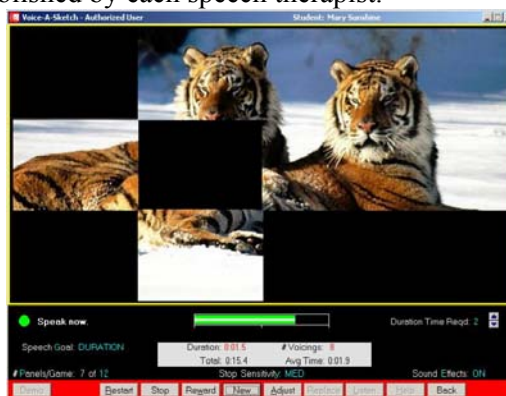 olished by each speech therapist.
Voice-A-Sketch - Authorized User Student: Mary Sunshine
Speak now. Duration Time Reqd: 2
Speech Goal: DURATION Duration: 0:01.5 # Voicings: 8
Total: 0:15.4 Avg Time: 0:01.9
# Panels/Game: 7 of 12 Stop Sensitivity: MED Sound Effects: ON
Demo Restart Stop Reward New Adjust Replace Listen Help Back